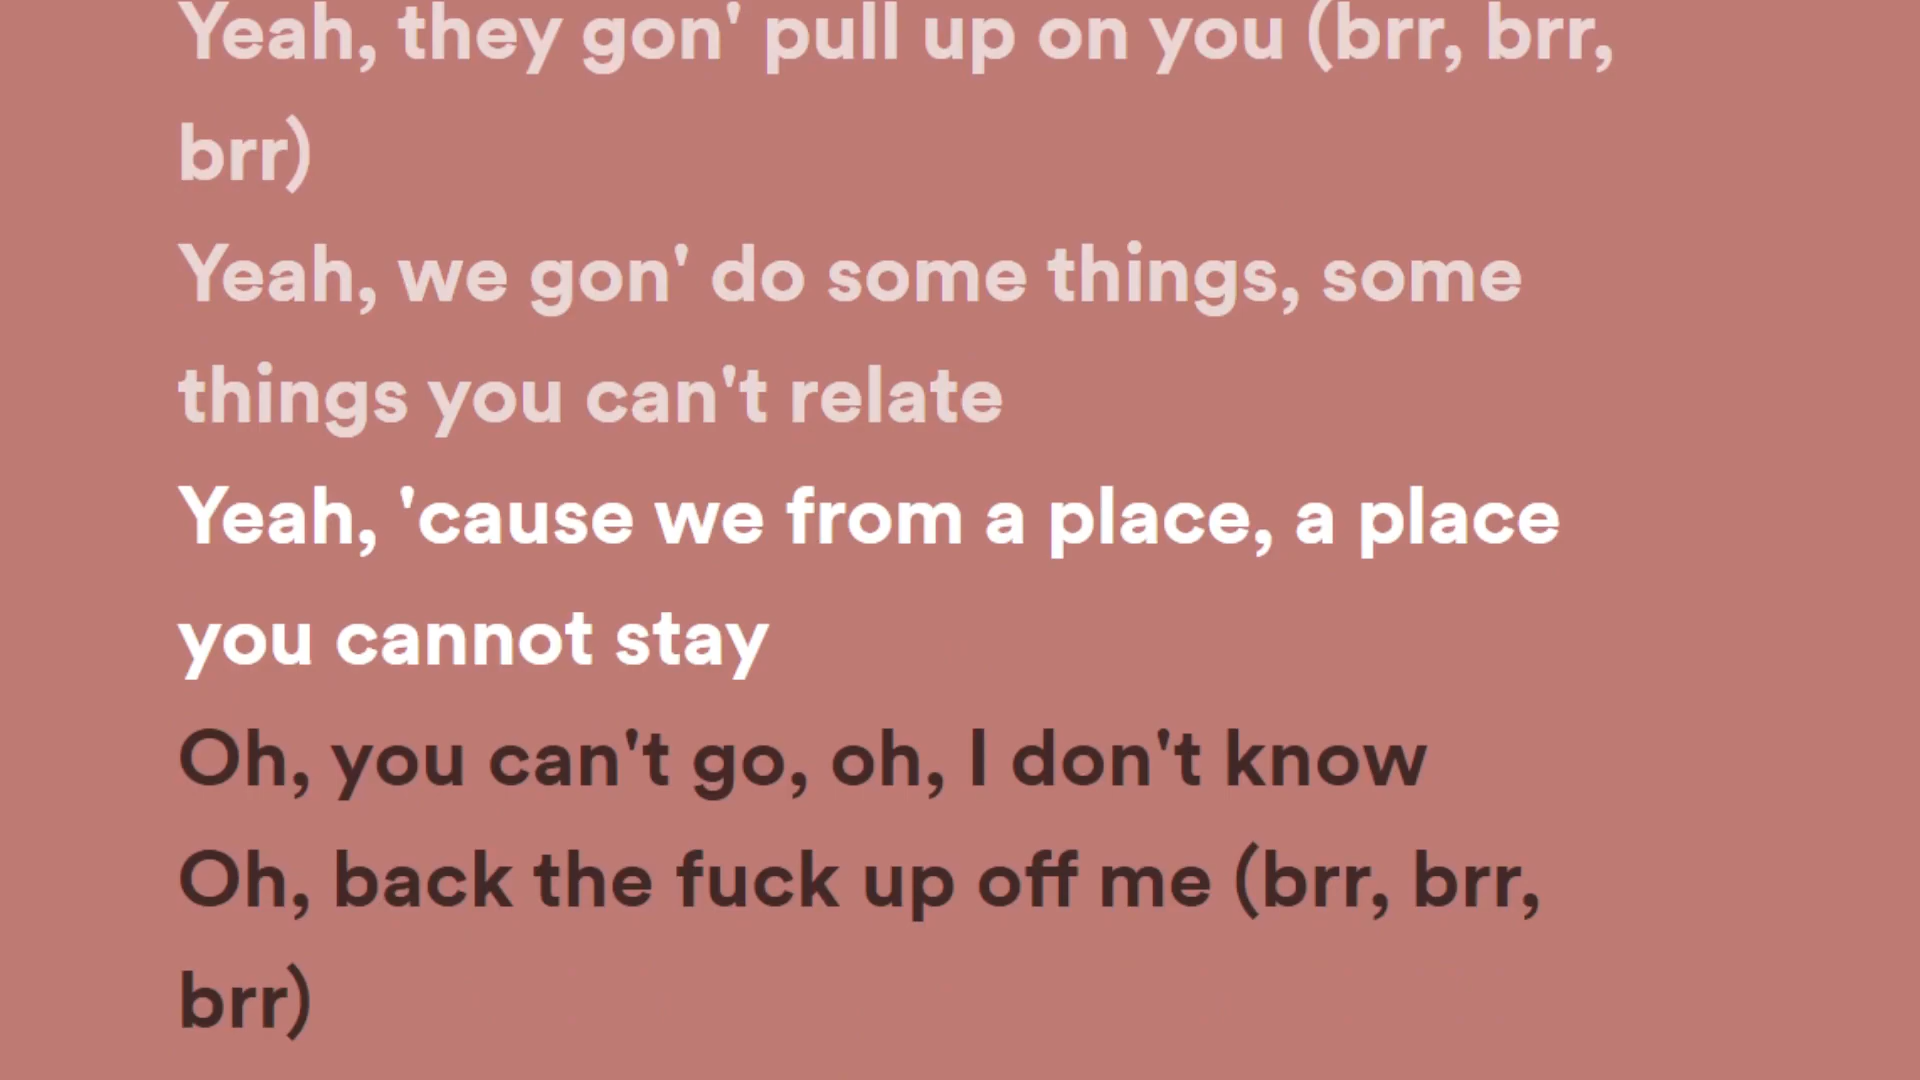 Yeah, they gon' pull up on you (brr, brr,
brr)
Yeah, we gon' do some things, some
things you can't relate
Yeah, 'cause we from a place, a place
you cannot stay
Oh, you can't go, oh, I don't know
Oh, back the fuck up off me (brr, brr,
brr)